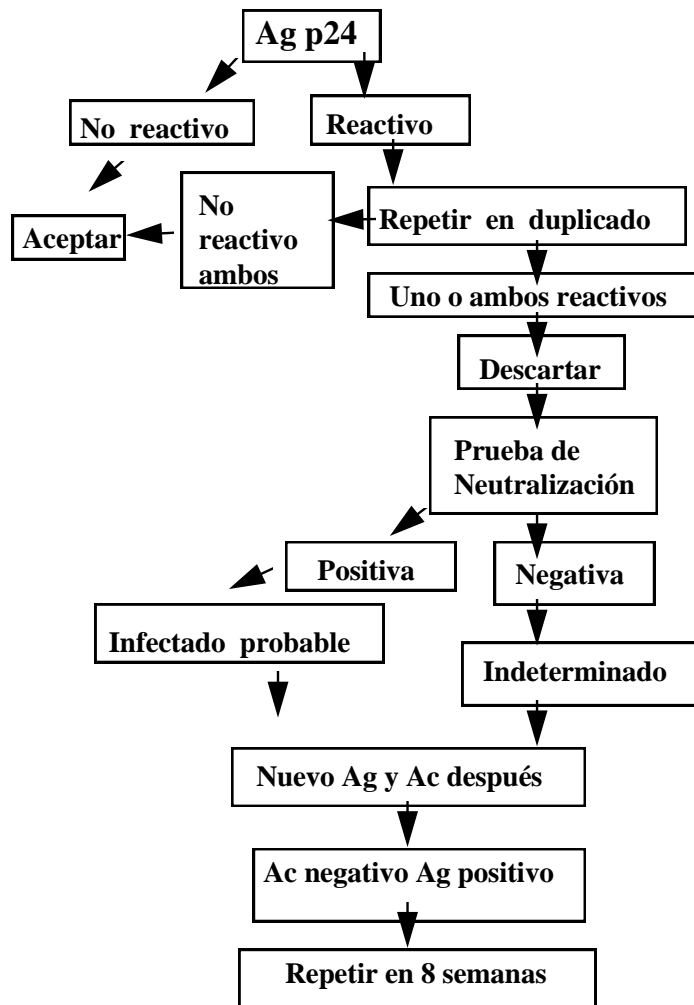 Ag p24
No reactivo
Reactivo
No
reactivo
ambos
Repetir en duplicado
Aceptar
Uno o ambos reactivos
Descartar
Prueba de
Neutralización
Positiva
Negativa
Infectado probable
Indeterminado
Nuevo Ag y Ac después
Ac negativo Ag positivo
Repetir en 8 semanas